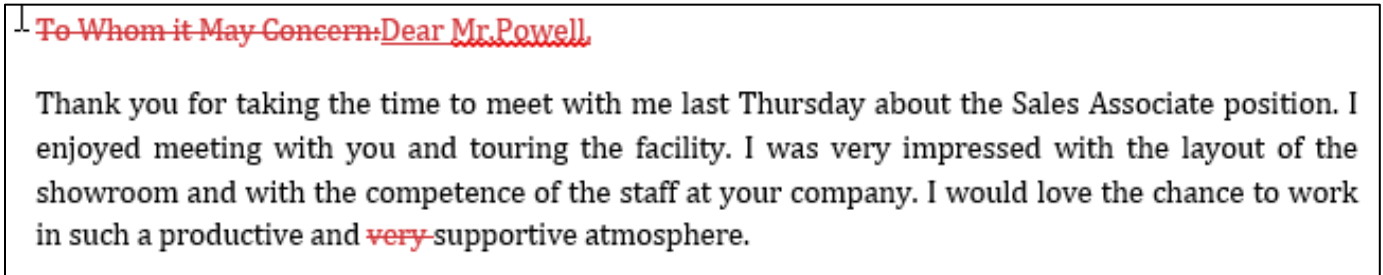 To Whom it May Concern:Dear Mr.Powell,
Thank you for taking the time to meet with me last Thursday about the Sales Associate position. I
enjoyed meeting with you and touring the facility. I was very impressed with the layout of the
showroom and with the competence of the staff at your company. I would love the chance to work
in such a productive and very supportive atmosphere.